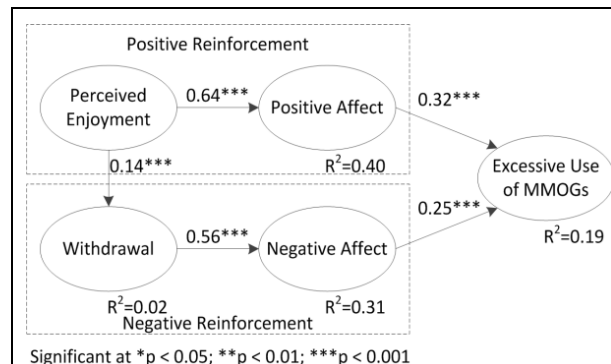 Positive Reinforcement
Perceived
Enjoyment
0.64***
Positive Affect
0.32***
R²=0.40
0.14***
Excessive Use
of MMOGs
R²=0.19
Withdrawal
0.56***
Negative Affect
0.25***
R²=0.02
R²=0.31
Negative Reinforcement
Significant at *p < 0.05; **p < 0.01; ***p < 0.001